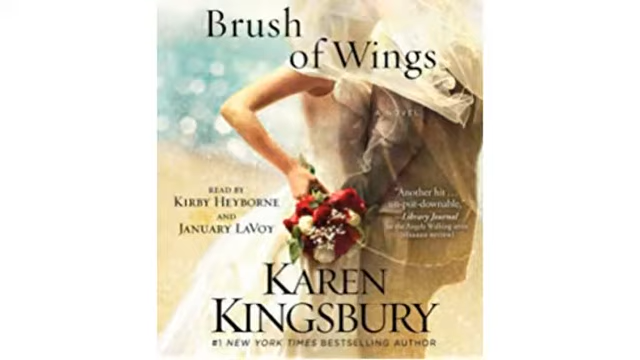 Brush
of Wings
A NOVEL
READ BY
KIRBY HEYBORNE
AND
JANUARY LAVOY
"Another hit …
un-put-downable."
—Library Journal
KAREN
KINGSBURY
#1 NEW YORK TIMES BESTSELLING AUTHOR